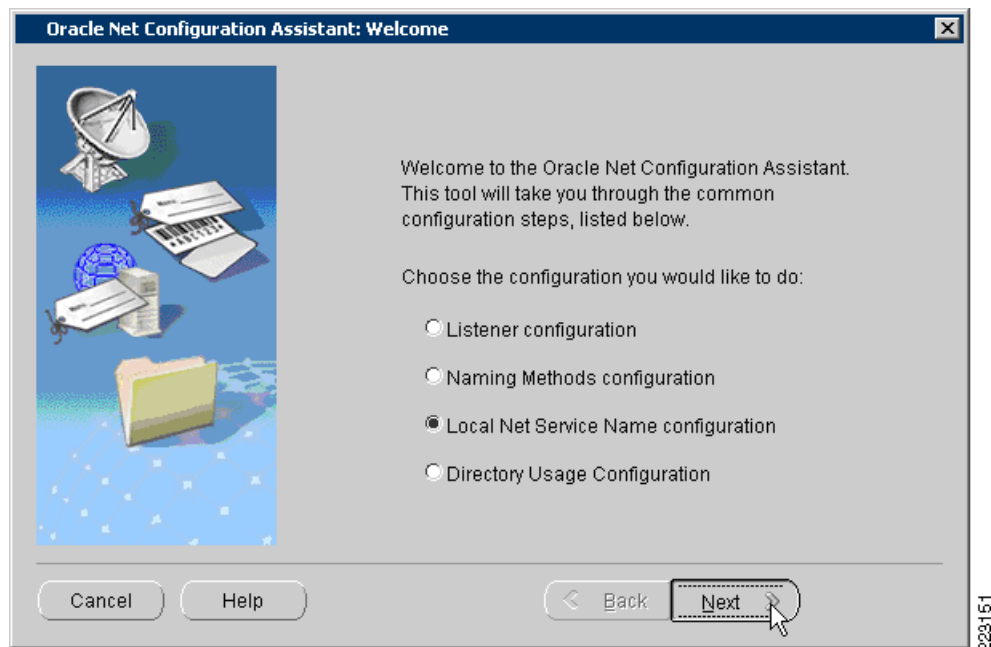 Oracle Net Configuration Assistant: Welcome
Welcome to the Oracle Net Configuration Assistant.
This tool will take you through the common
configuration steps, listed below.
Choose the configuration you would like to do:
Listener configuration
Naming Methods configuration
Local Net Service Name configuration
Directory Usage Configuration
Cancel
Help
Back
Next
223151